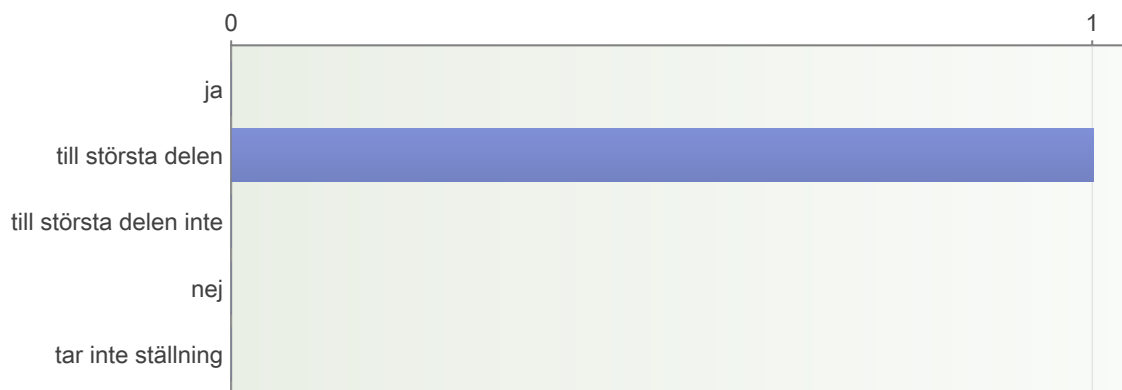 0 1
ja
till största delen
till största delen inte
nej
tar inte ställning